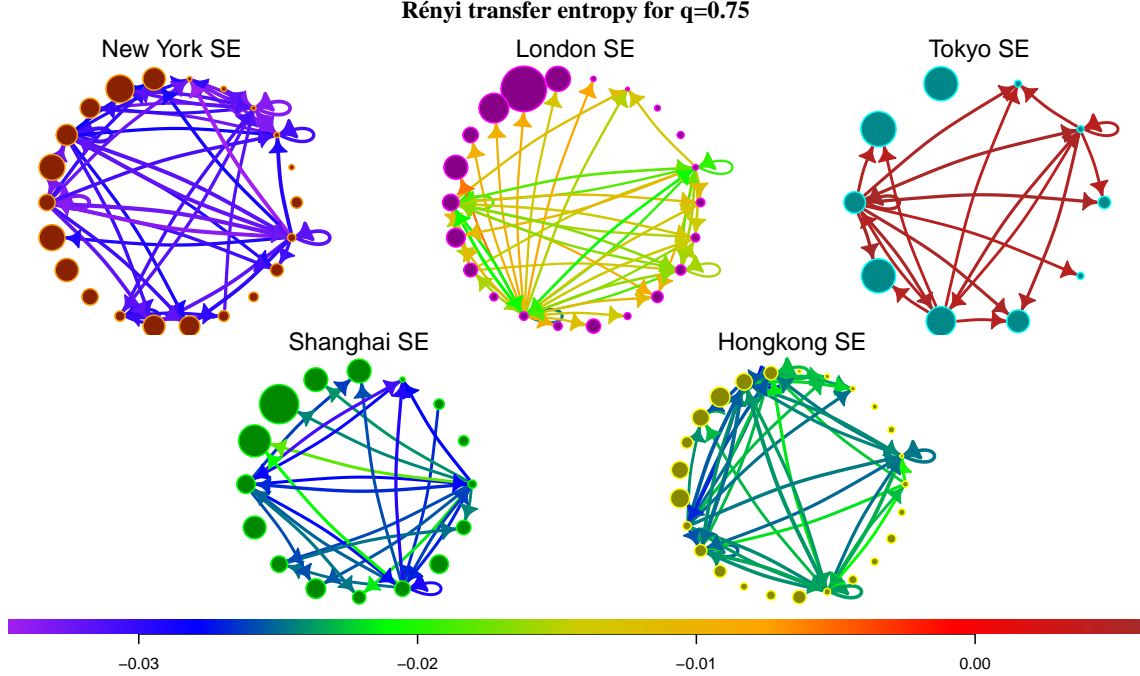 Rényi transfer entropy for q=0.75
New York SE
London SE
Tokyo SE
Shanghai SE
Hongkong SE
−0.03
−0.02
−0.01
0.00